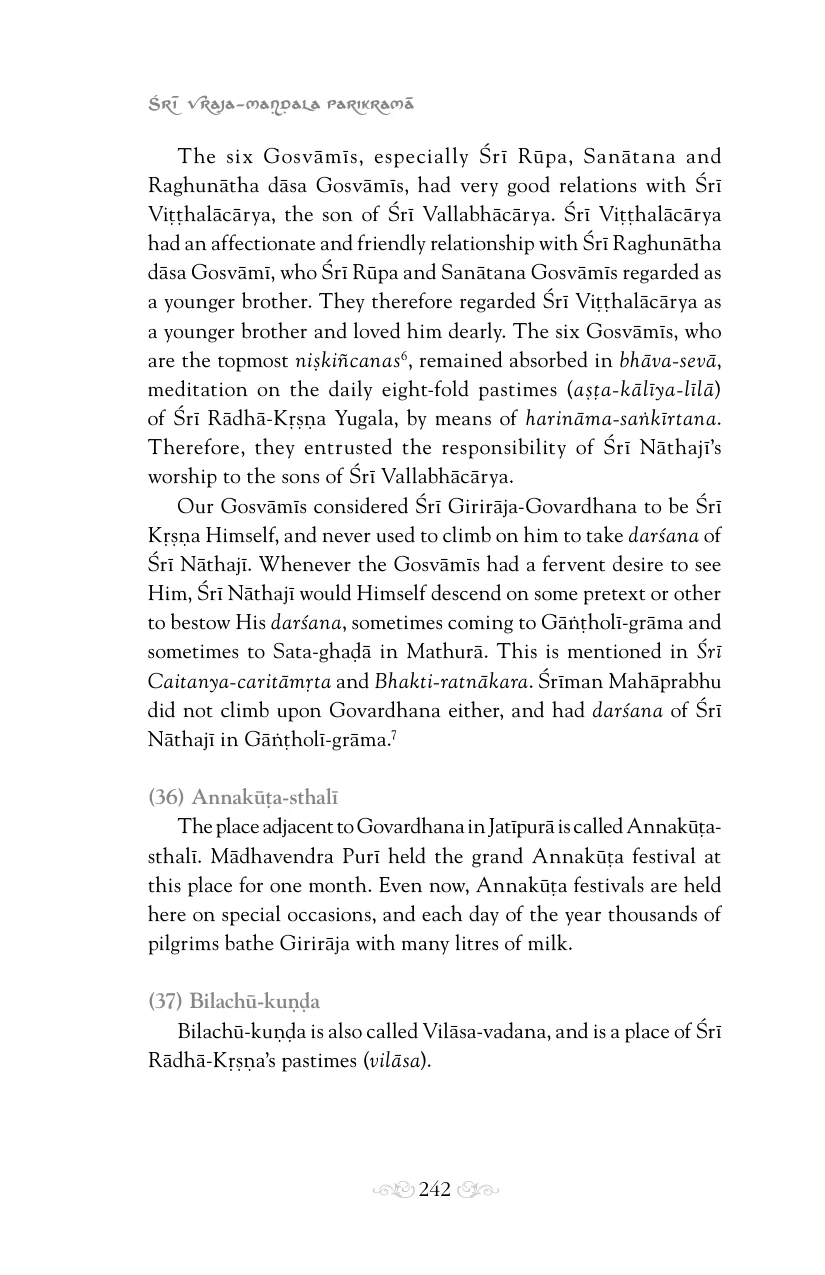 Śrī Vraja-maṇḍala Parikramā
The six Gosvāmīs, especially Śrī Rūpa, Sanātana and
Raghunātha dāsa Gosvāmīs, had very good relations with Śrī
Viṭṭhalācārya, the son of Śrī Vallabhācārya. Śrī Viṭṭhalācārya
had an affectionate and friendly relationship with Śrī Raghunātha
dāsa Gosvāmī, who Śrī Rūpa and Sanātana Gosvāmīs regarded as
a younger brother. They therefore regarded Śrī Viṭṭhalācārya as
a younger brother and loved him dearly. The six Gosvāmīs, who
are the topmost niṣkiñcanas⁶, remained absorbed in bhāva-sevā,
meditation on the daily eight-fold pastimes (aṣṭa-kālīya-līlā)
of Śrī Rādhā-Kṛṣṇa Yugala, by means of harināma-saṅkīrtana.
Therefore, they entrusted the responsibility of Śrī Nāthajī’s
worship to the sons of Śrī Vallabhācārya.
Our Gosvāmīs considered Śrī Girirāja-Govardhana to be Śrī
Kṛṣṇa Himself, and never used to climb on him to take darśana of
Śrī Nāthajī. Whenever the Gosvāmīs had a fervent desire to see
Him, Śrī Nāthajī would Himself descend on some pretext or other
to bestow His darśana, sometimes coming to Gāṅṭholī-grāma and
sometimes to Sata-ghaḍā in Mathurā. This is mentioned in Śrī
Caitanya-caritāmṛta and Bhakti-ratnākara. Śrīman Mahāprabhu
did not climb upon Govardhana either, and had darśana of Śrī
Nāthajī in Gāṅṭholī-grāma.⁷
(36) Annakūṭa-sthalī
The place adjacent to Govardhana in Jatīpurā is called Annakūṭa-
sthalī. Mādhavendra Purī held the grand Annakūṭa festival at
this place for one month. Even now, Annakūṭa festivals are held
here on special occasions, and each day of the year thousands of
pilgrims bathe Girirāja with many litres of milk.
(37) Bilachū-kuṇḍa
Bilachū-kuṇḍa is also called Vilāsa-vadana, and is a place of Śrī
Rādhā-Kṛṣṇa’s pastimes (vilāsa).
242